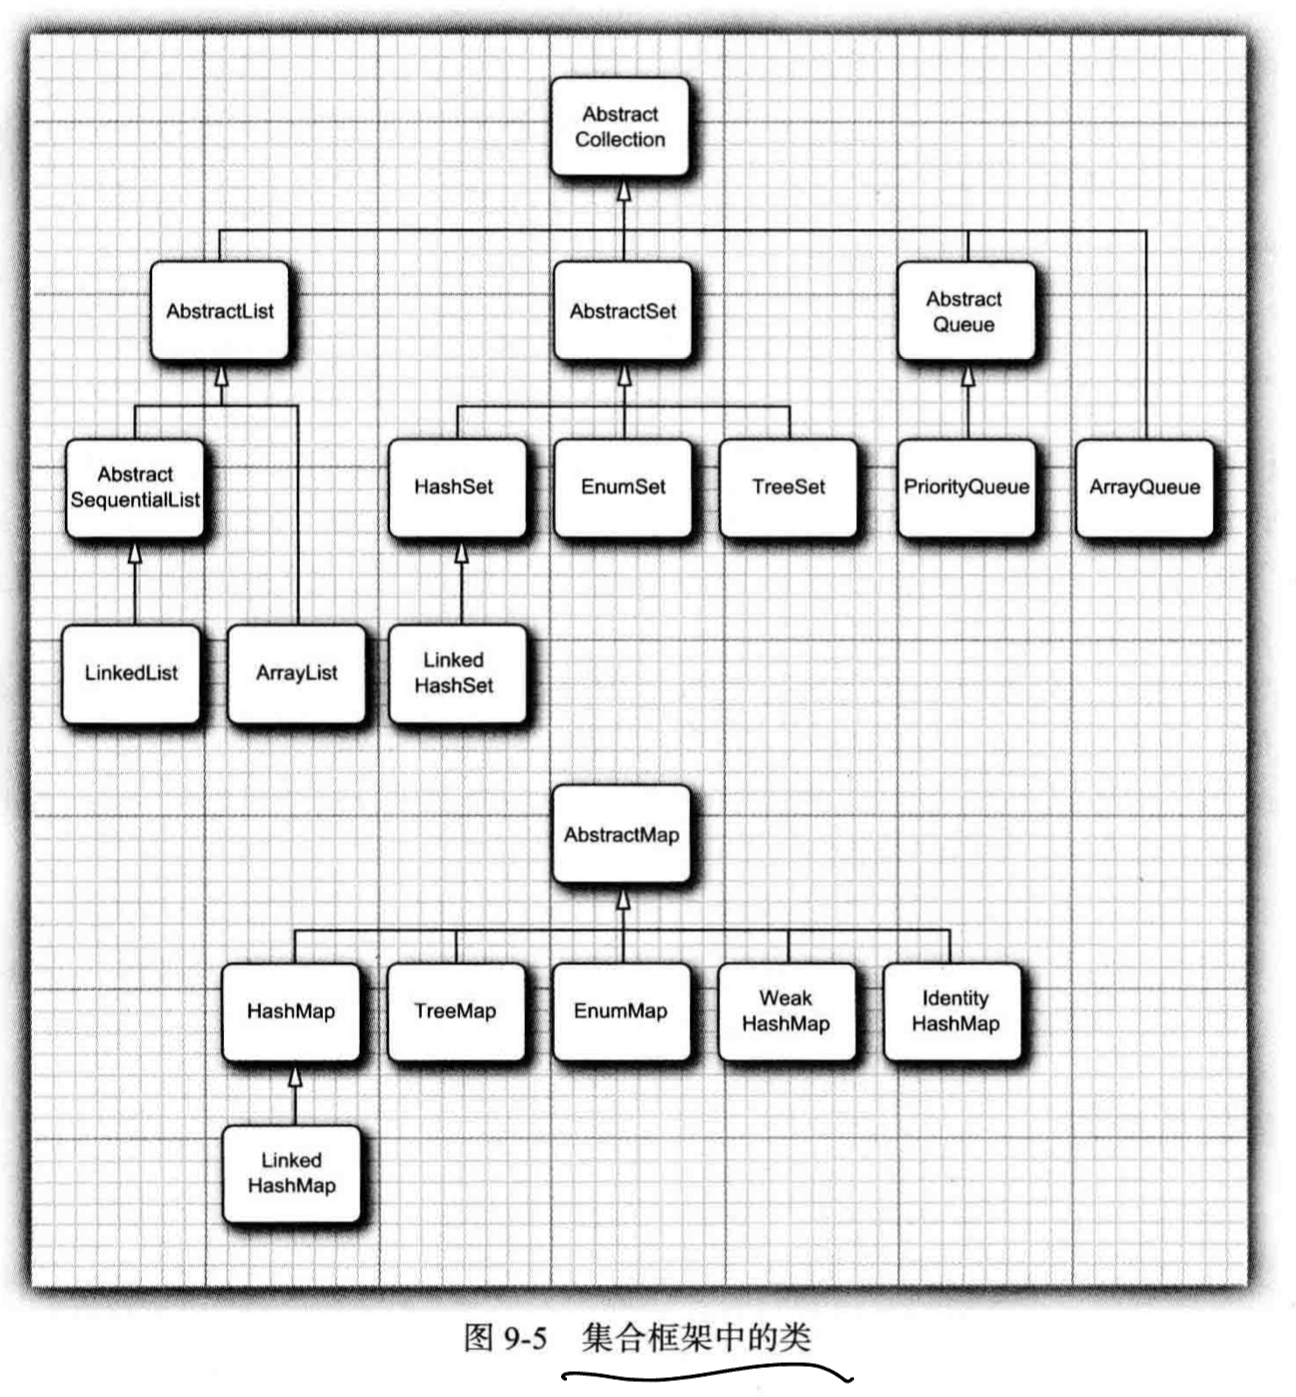 Abstract
Collection
AbstractList
AbstractSet
Abstract
Queue
Abstract
SequentialList
HashSet
EnumSet
TreeSet
PriorityQueue
ArrayQueue
LinkedList
ArrayList
Linked
HashSet
AbstractMap
HashMap
TreeMap
EnumMap
Weak
HashMap
Identity
HashMap
Linked
HashMap
图 9-5 集合框架中的类